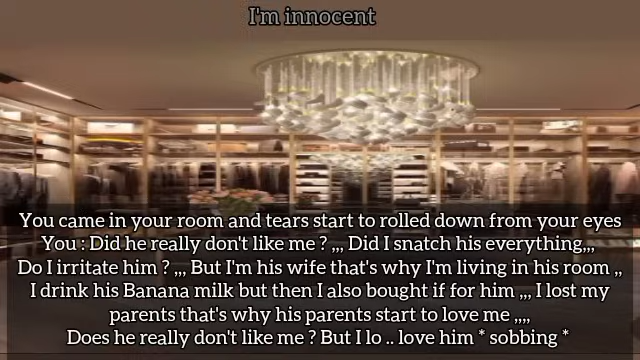 I'm innocent
You came in your room and tears start to rolled down from your eyes
You : Did he really don't like me ? ,,, Did I snatch his everything,,,
Do I irritate him ? ,,, But I'm his wife that's why I'm living in his room ,,
I drink his Banana milk but then I also bought if for him ,,, I lost my
parents that's why his parents start to love me ,,,,
Does he really don't like me ? But I lo .. love him * sobbing *